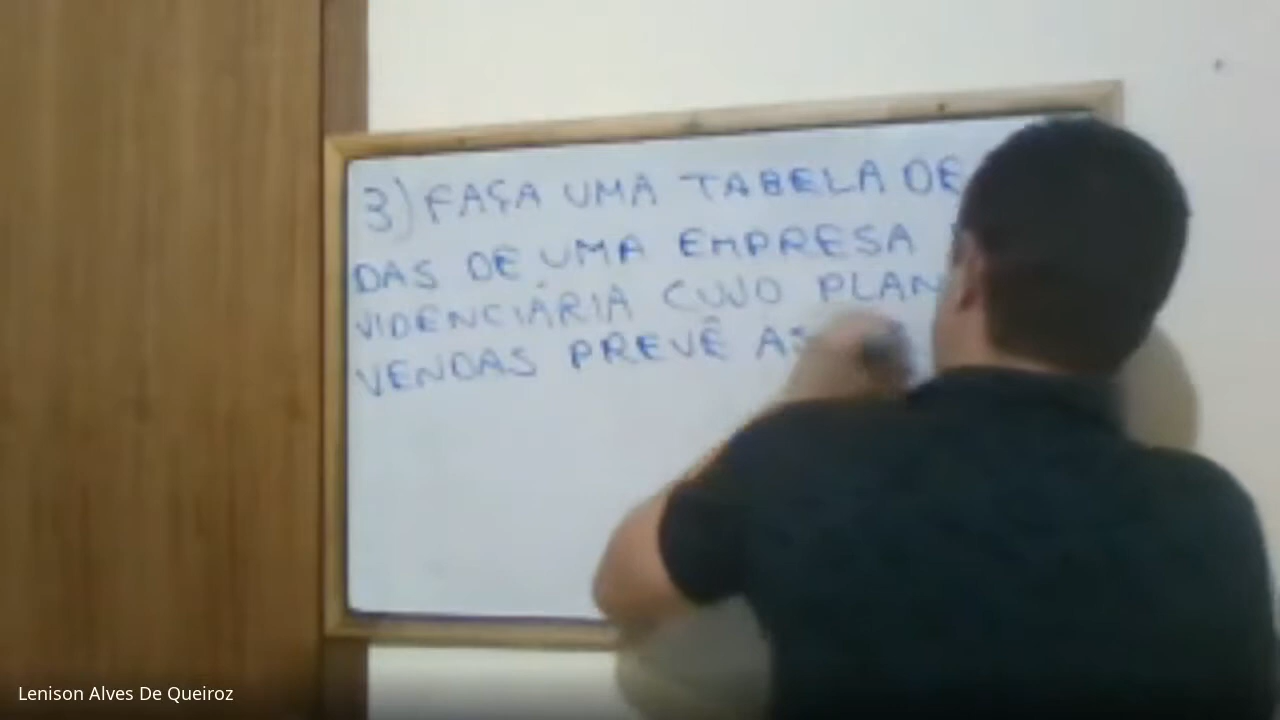 3) FAÇA UMA TABELA DE
DAS DE UMA EMPRESA
VIDENCIÁRIA CUJO PLAN
VENDAS PREVÊ AS
Lenison Alves De Queiroz